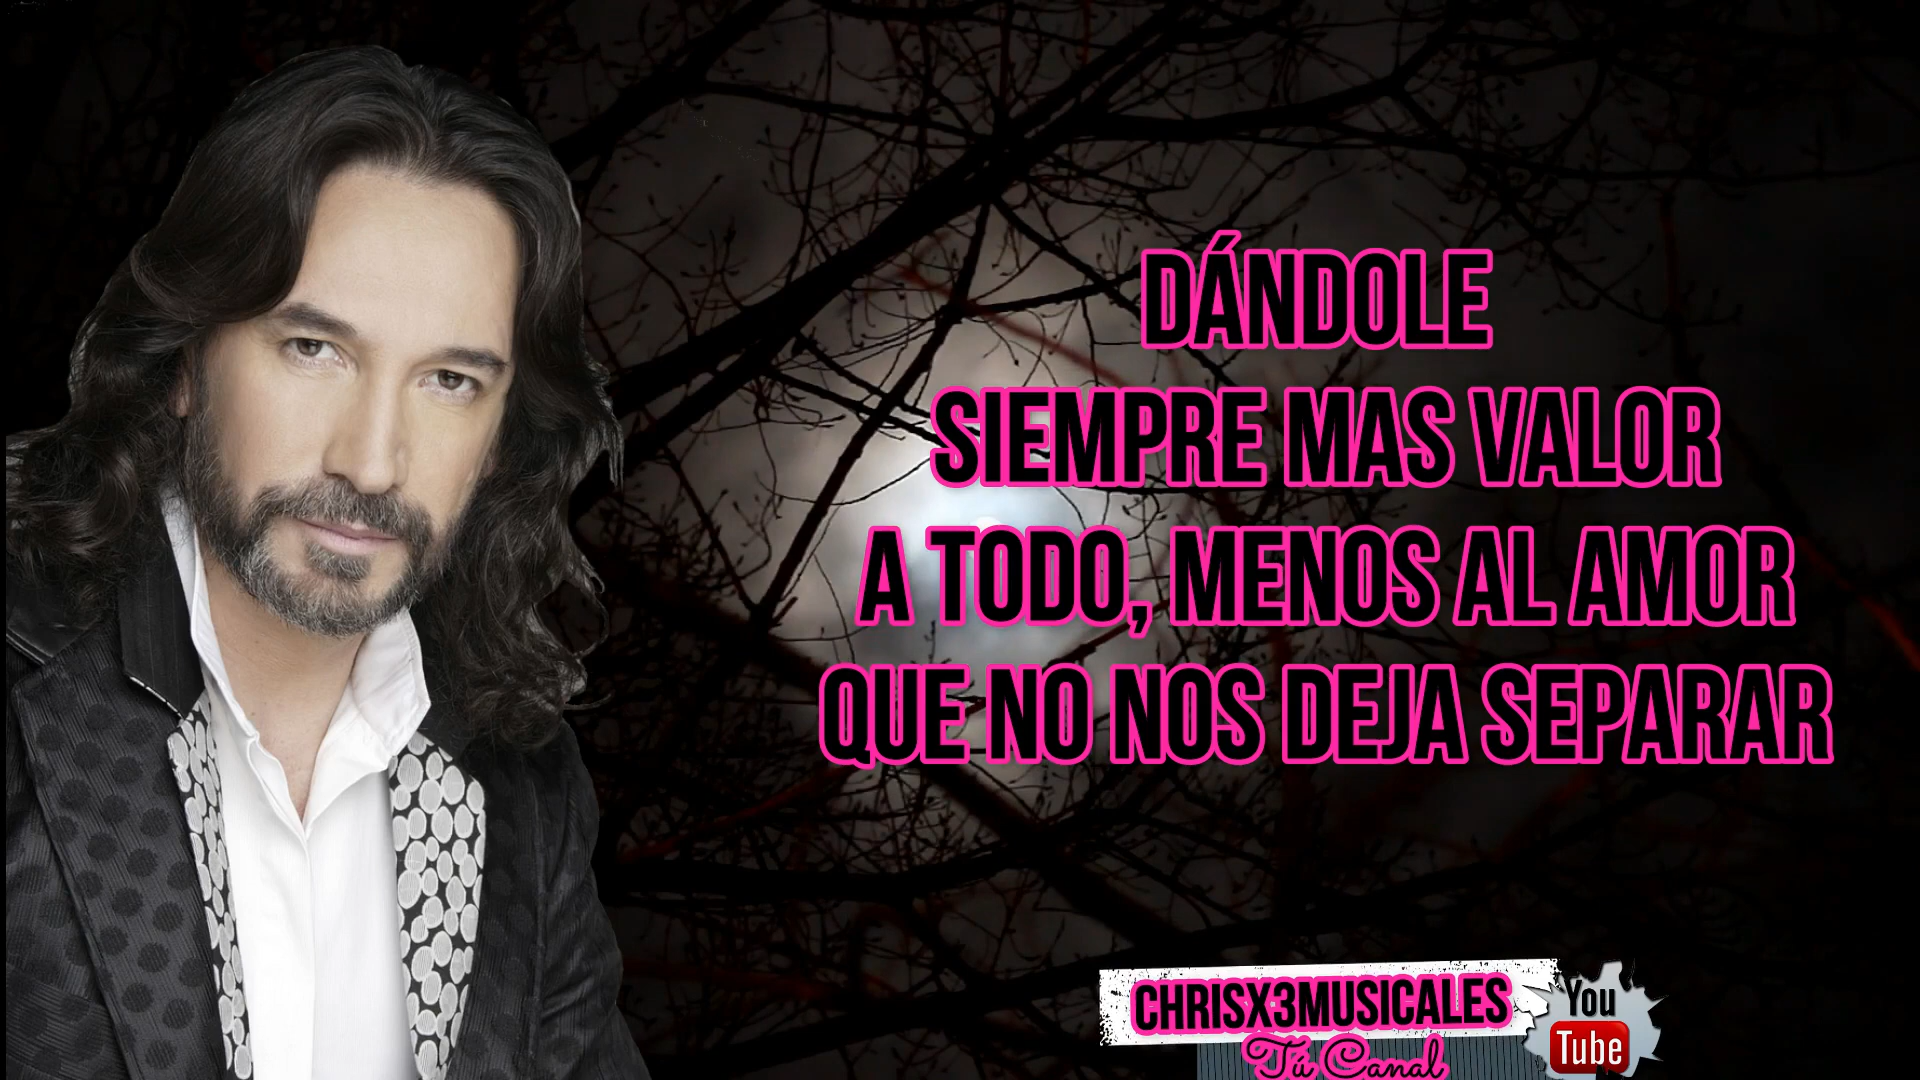 DÁNDOLE
SIEMPRE MAS VALOR
A TODO, MENOS AL AMOR
QUE NO NOS DEJA SEPARAR
CHRISX3MUSICALES
Tú Canal
You
Tube